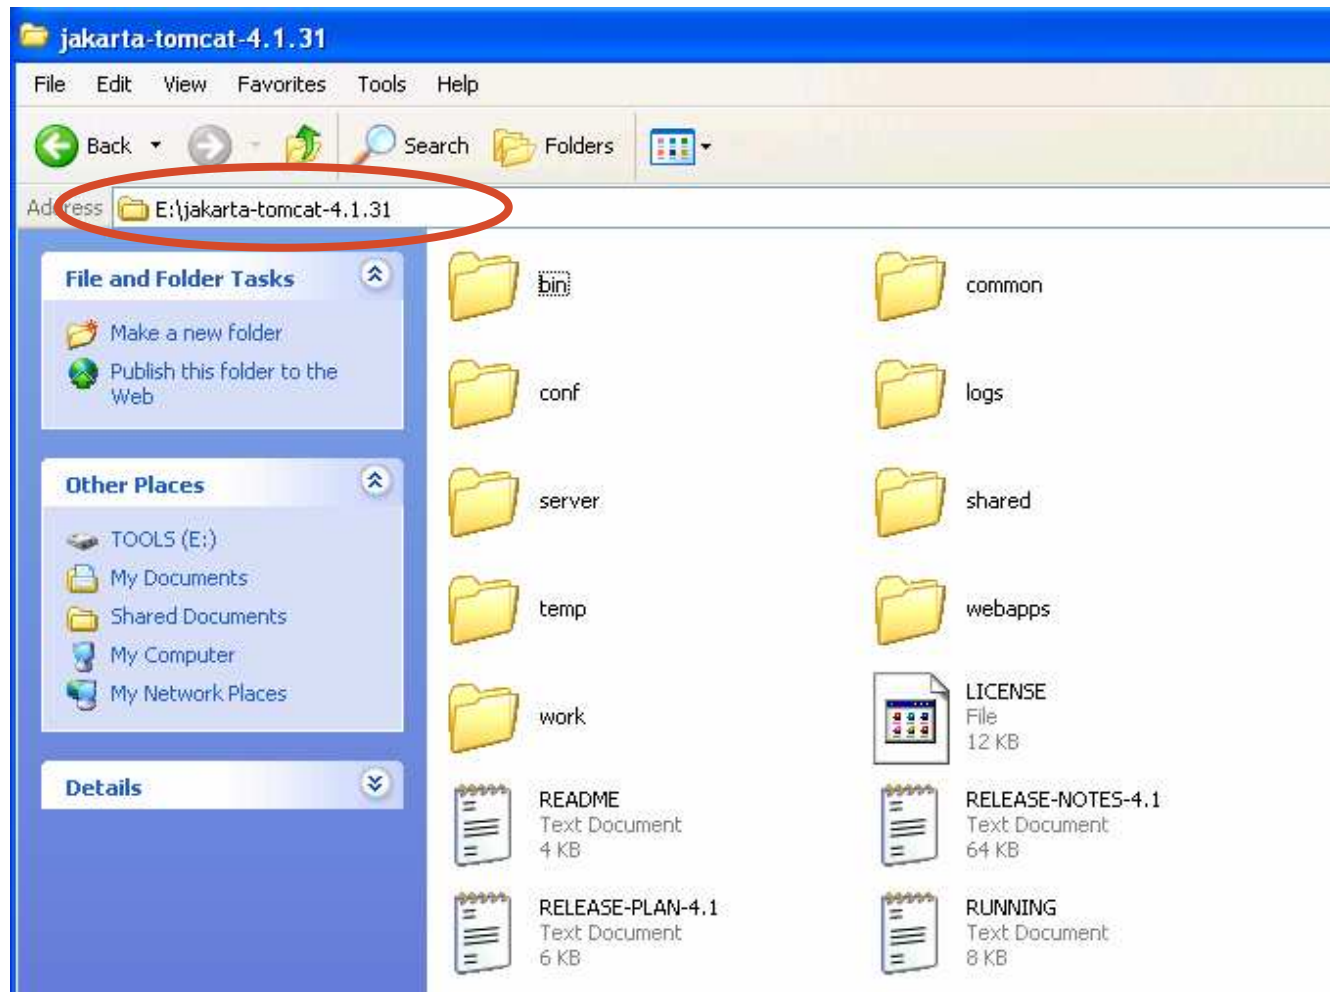 jakarta-tomcat-4.1.31
File Edit View Favorites Tools Help
Back Search Folders
Address E:\jakarta-tomcat-4.1.31
File and Folder Tasks
Make a new folder
Publish this folder to the
Web
Other Places
TOOLS (E:)
My Documents
Shared Documents
My Computer
My Network Places
Details
bin
common
conf
logs
server
shared
temp
webapps
work
LICENSE
File
12 KB
README
Text Document
4 KB
RELEASE-NOTES-4.1
Text Document
64 KB
RELEASE-PLAN-4.1
Text Document
6 KB
RUNNING
Text Document
8 KB